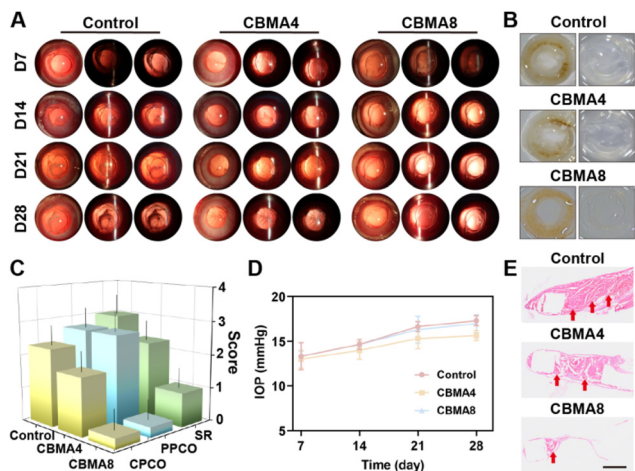 A
Control
CBMA4
CBMA8
D7
D14
D21
D28
B
Control
CBMA4
CBMA8
C
4
3
2
1
0
Score
Control
CBMA4
CBMA8
CPCO
PPCO
SR
D
20
15
10
5
IOP (mmHg)
Control
CBMA4
CBMA8
7
14
21
28
Time (day)
E
Control
CBMA4
CBMA8